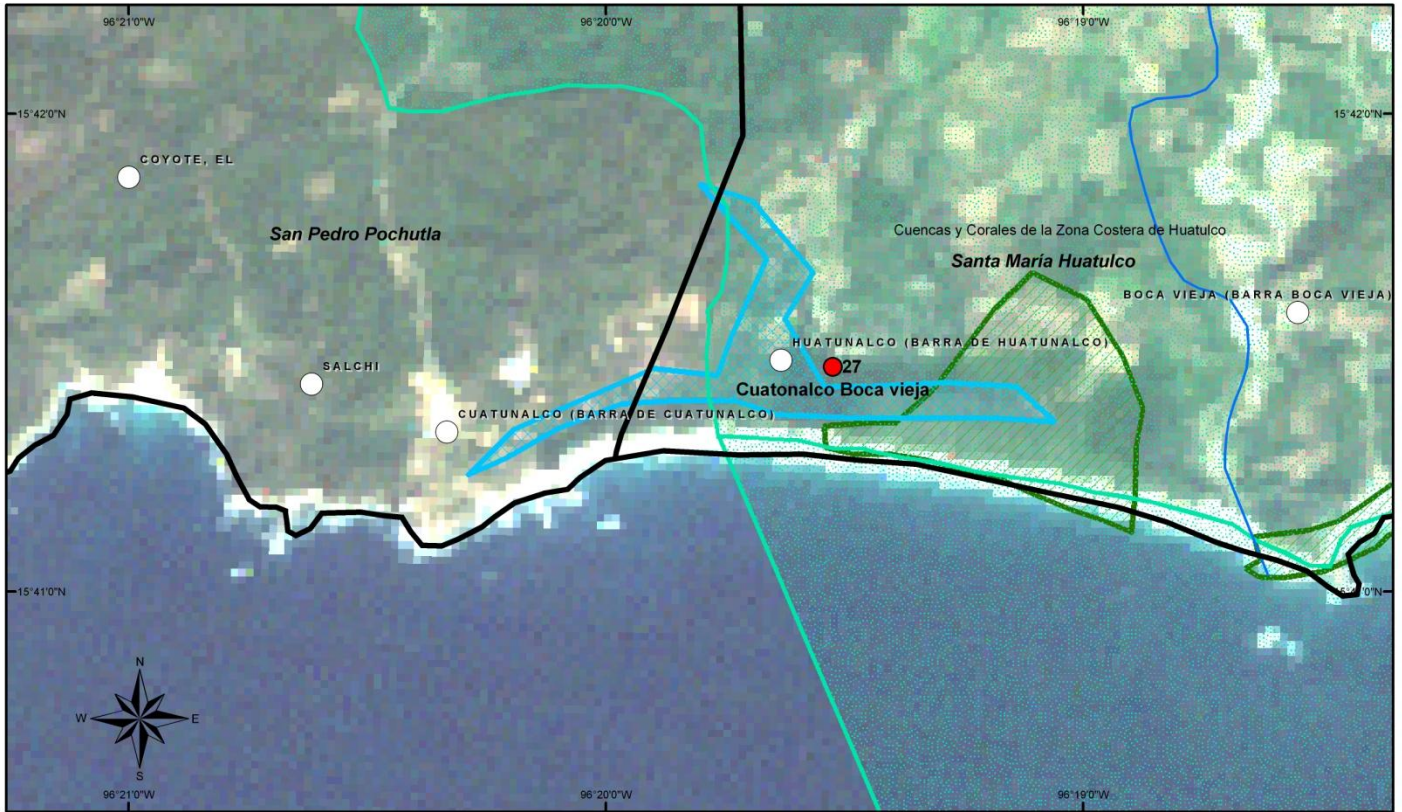 96°21'0"W
96°20'0"W
96°19'0"W
15°42'0"N
15°42'0"N
COYOTE, EL
San Pedro Pochutla
Cuencas y Corales de la Zona Costera de Huatulco
Santa María Huatulco
BOCA VIEJA (BARRA BOCA VIEJA)
HUATUNALCO (BARRA DE HUATUNALCO)
27
SALCHI
Cuatonalco Boca vieja
CUATUNALCO (BARRA DE CUATUNALCO)
15°41'0"N
15°41'0"N
N
W
E
S
96°21'0"W
96°20'0"W
96°19'0"W